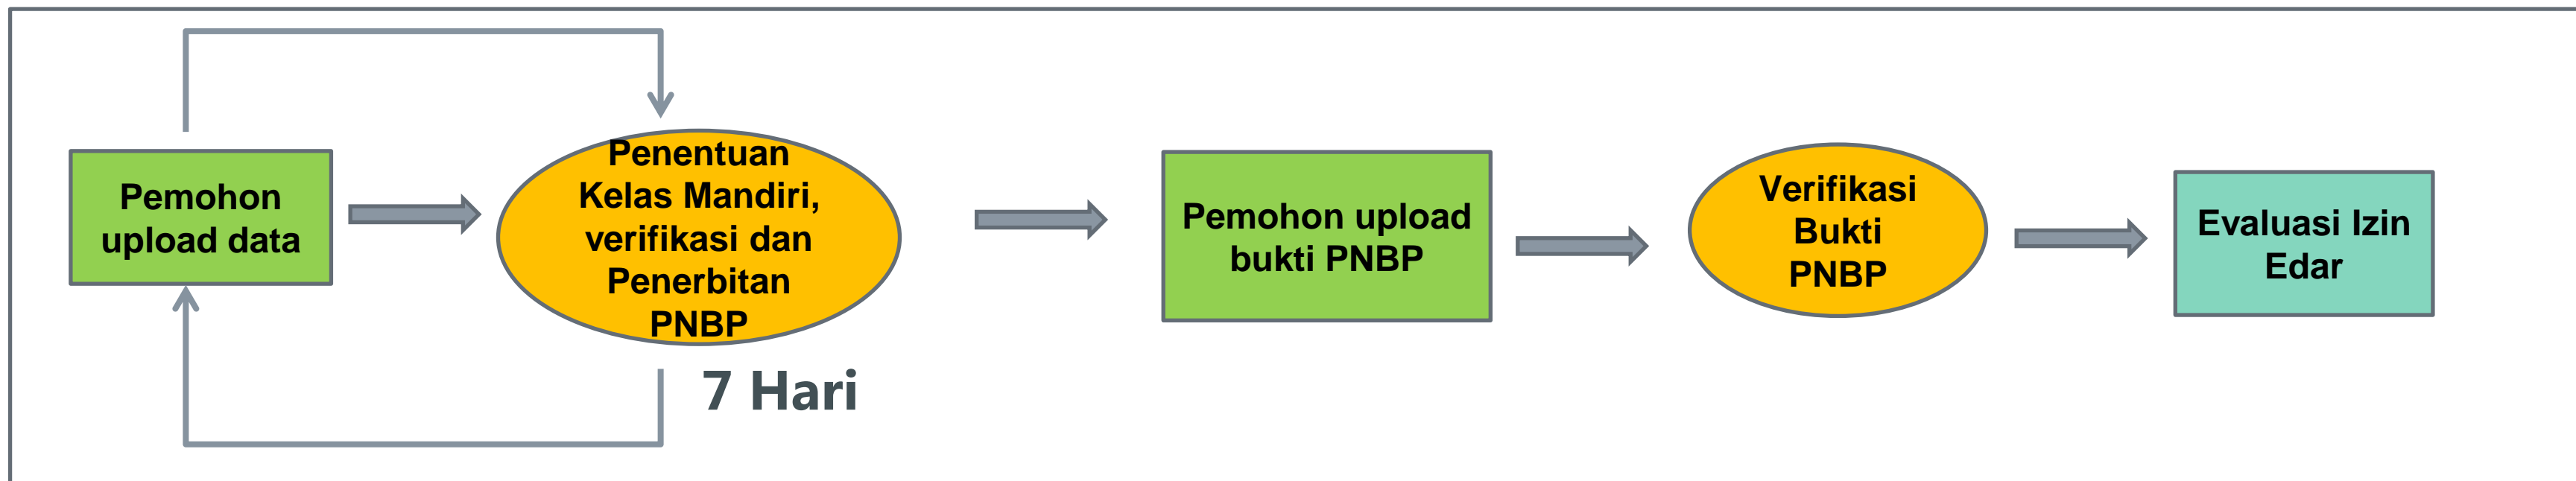 Pemohon
upload data
Penentuan
Kelas Mandiri,
verifikasi dan
Penerbitan
PNBP
7 Hari
Pemohon upload
bukti PNBP
Verifikasi
Bukti
PNBP
Evaluasi Izin
Edar